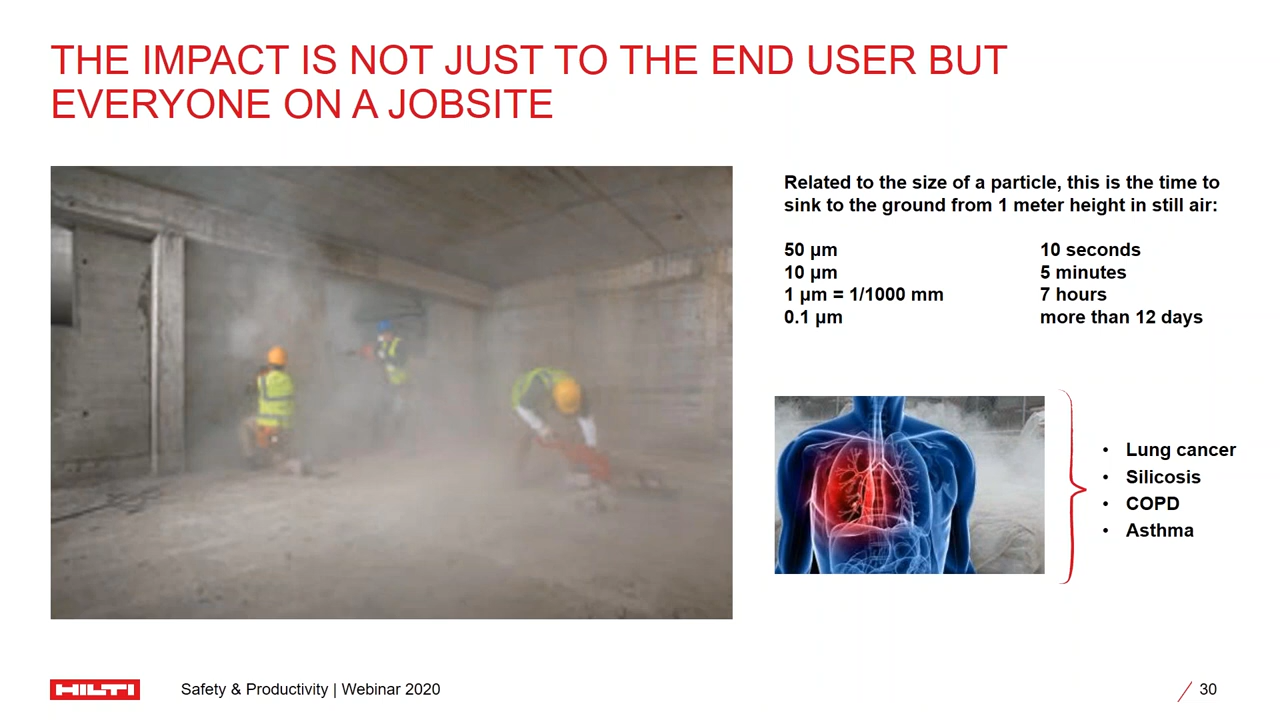 THE IMPACT IS NOT JUST TO THE END USER BUT
EVERYONE ON A JOBSITE
Related to the size of a particle, this is the time to
sink to the ground from 1 meter height in still air:
50 µm 10 seconds
10 µm 5 minutes
1 µm = 1/1000 mm 7 hours
0.1 µm more than 12 days
• Lung cancer
• Silicosis
• COPD
• Asthma
HILTI Safety & Productivity | Webinar 2020 / 30